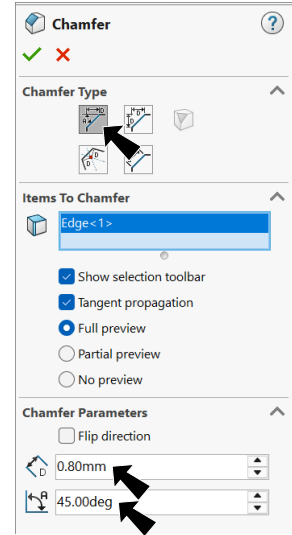 Chamfer
?
Chamfer Type
Items To Chamfer
Edge<1>
Show selection toolbar
Tangent propagation
Full preview
Partial preview
No preview
Chamfer Parameters
Flip direction
D 0.80mm
A 45.00deg